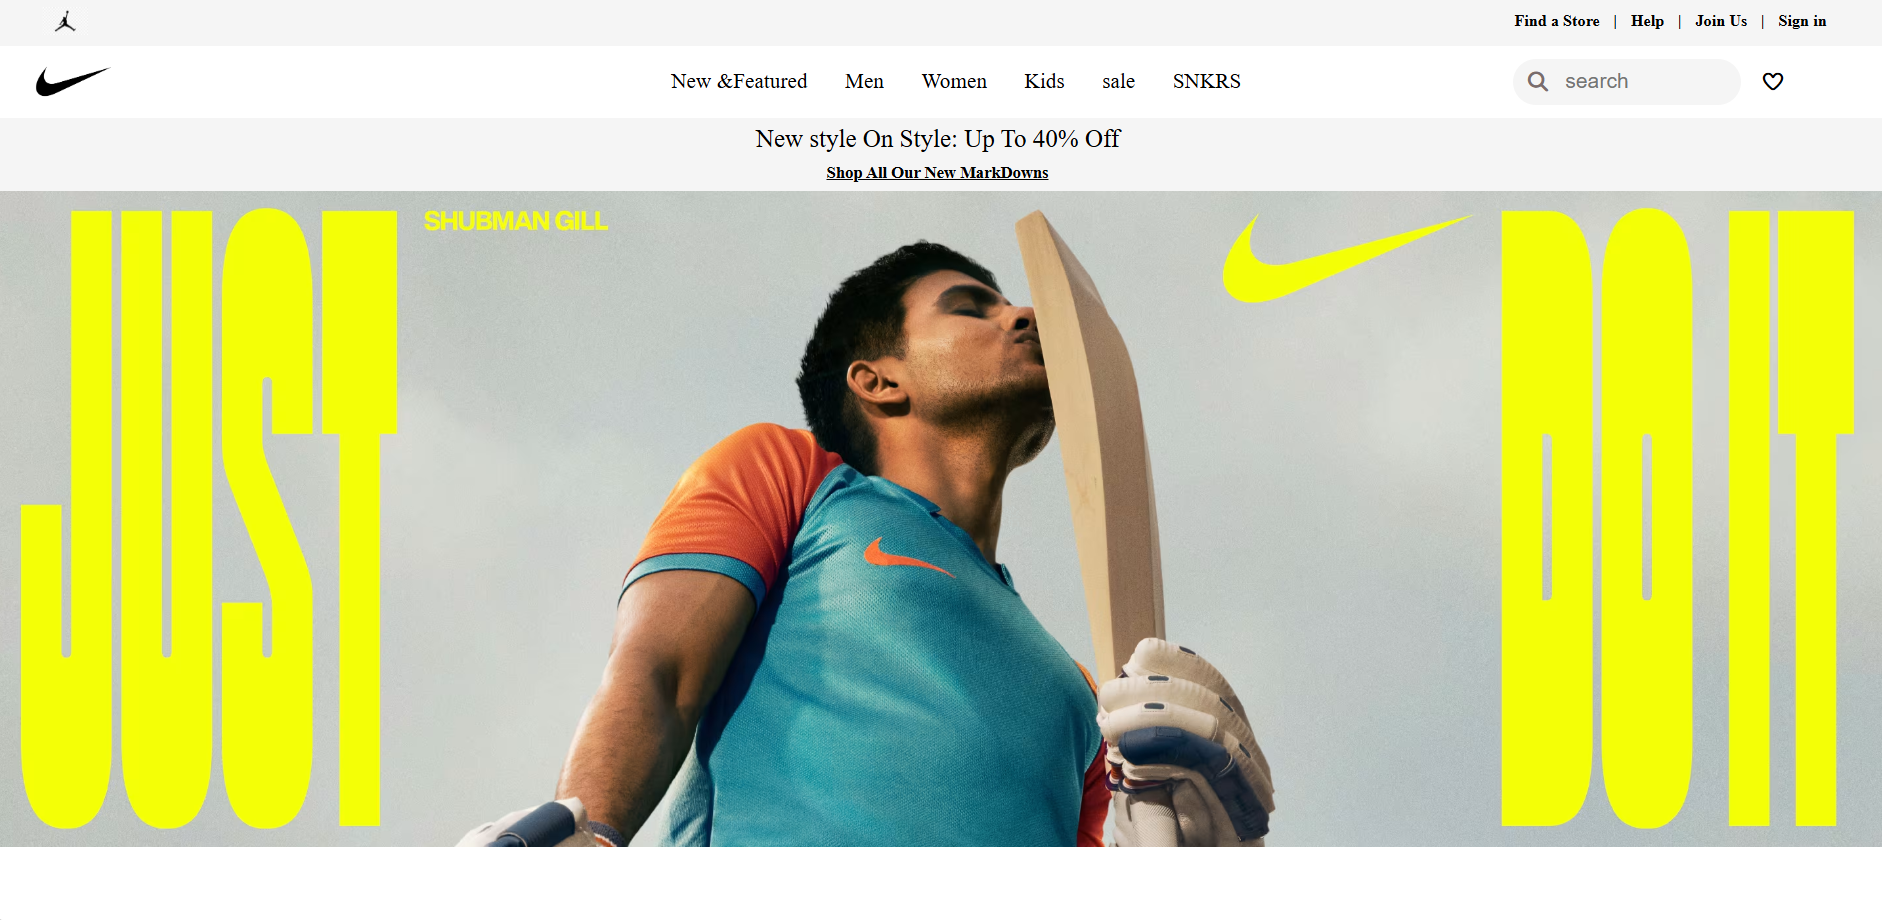 Find a Store | Help | Join Us | Sign in
New &Featured Men Women Kids sale SNKRS search
New style On Style: Up To 40% Off
Shop All Our New MarkDowns
JUST SHUBMAN GILL DO IT